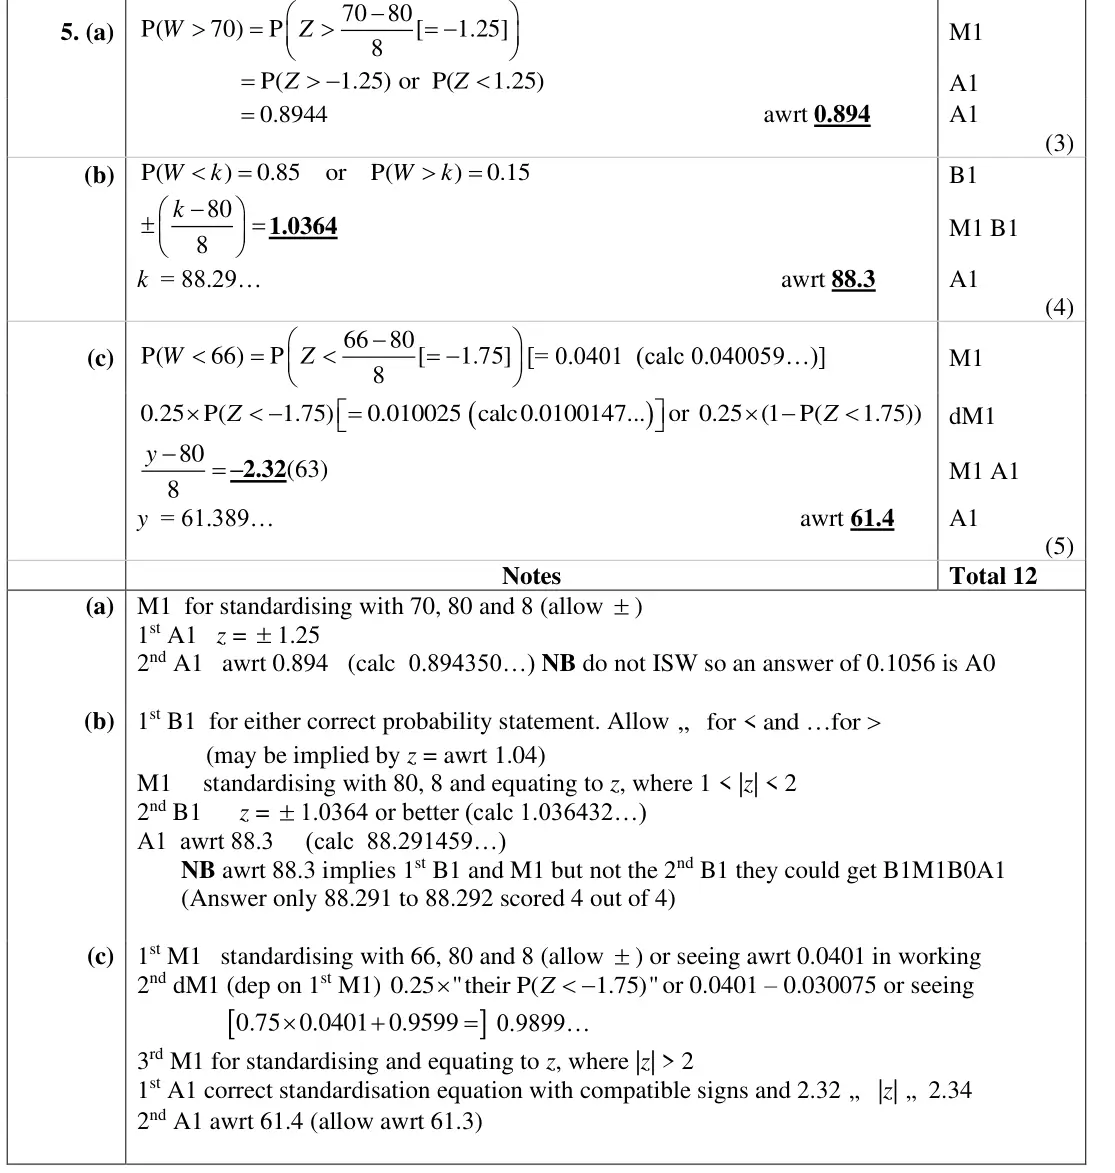 5. (a) P(W > 70) = P(Z > (70−80)/8 [= −1.25]) M1
= P(Z > −1.25) or P(Z < 1.25) A1
= 0.8944 awrt 0.894 A1
(3)
(b) P(W < k) = 0.85 or P(W > k) = 0.15 B1
±((k − 80)/8) = 1.0364 M1 B1
k = 88.29… awrt 88.3 A1
(4)
(c) P(W < 66) = P(Z < (66−80)/8 [= −1.75]) [= 0.0401 (calc 0.040059…)] M1
0.25×P(Z < −1.75)[= 0.010025 (calc0.0100147...)] or 0.25×(1−P(Z < 1.75)) dM1
(y − 80)/8 = –2.32(63) M1 A1
y = 61.389… awrt 61.4 A1
(5)
Notes Total 12
(a) M1 for standardising with 70, 80 and 8 (allow ± )
1st A1 z = ± 1.25
2nd A1 awrt 0.894 (calc 0.894350…) NB do not ISW so an answer of 0.1056 is A0
(b) 1st B1 for either correct probability statement. Allow „ for < and …for >
(may be implied by z = awrt 1.04)
M1 standardising with 80, 8 and equating to z, where 1 < |z| < 2
2nd B1 z = ± 1.0364 or better (calc 1.036432…)
A1 awrt 88.3 (calc 88.291459…)
NB awrt 88.3 implies 1st B1 and M1 but not the 2nd B1 they could get B1M1B0A1
(Answer only 88.291 to 88.292 scored 4 out of 4)
(c) 1st M1 standardising with 66, 80 and 8 (allow ± ) or seeing awrt 0.0401 in working
2nd dM1 (dep on 1st M1) 0.25×"their P(Z < −1.75)" or 0.0401 – 0.030075 or seeing
[0.75×0.0401+0.9599 =] 0.9899…
3rd M1 for standardising and equating to z, where |z| > 2
1st A1 correct standardisation equation with compatible signs and 2.32 „ |z| „ 2.34
2nd A1 awrt 61.4 (allow awrt 61.3)